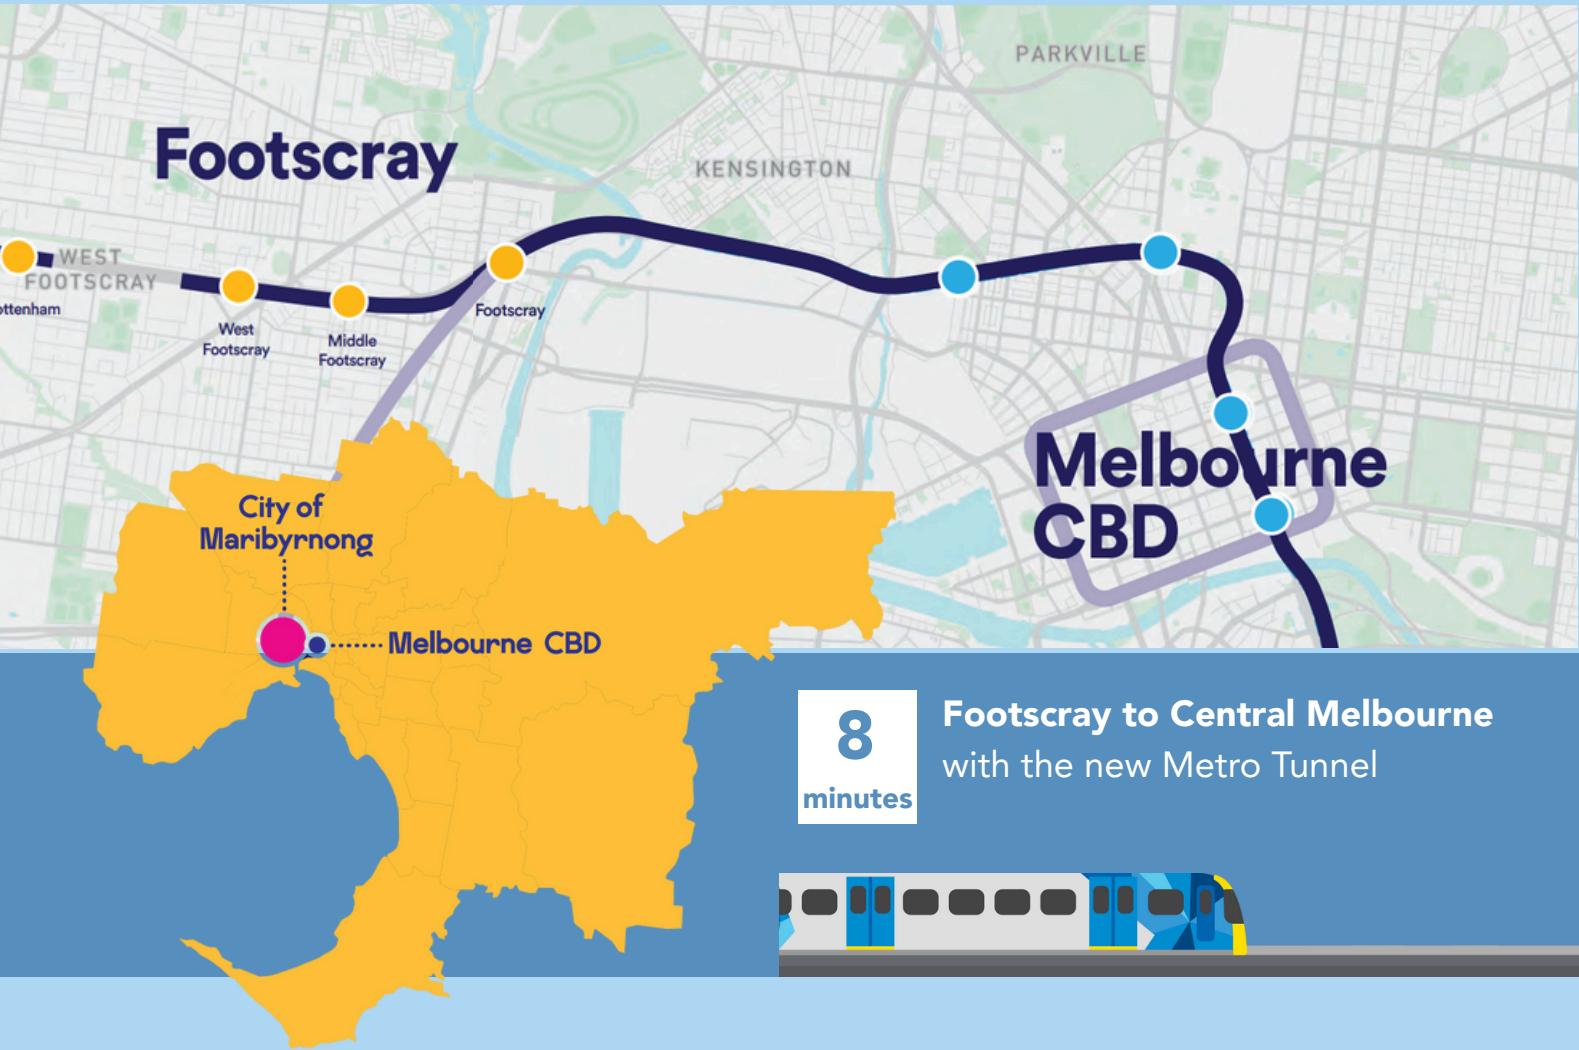 PARKVILLE
Footscray
KENSINGTON
WEST
FOOTSCRAY
ottenham
West
Footscray
Middle
Footscray
Footscray
Melbourne
CBD
City of
Maribyrnong
Melbourne CBD
8
minutes
Footscray to Central Melbourne
with the new Metro Tunnel